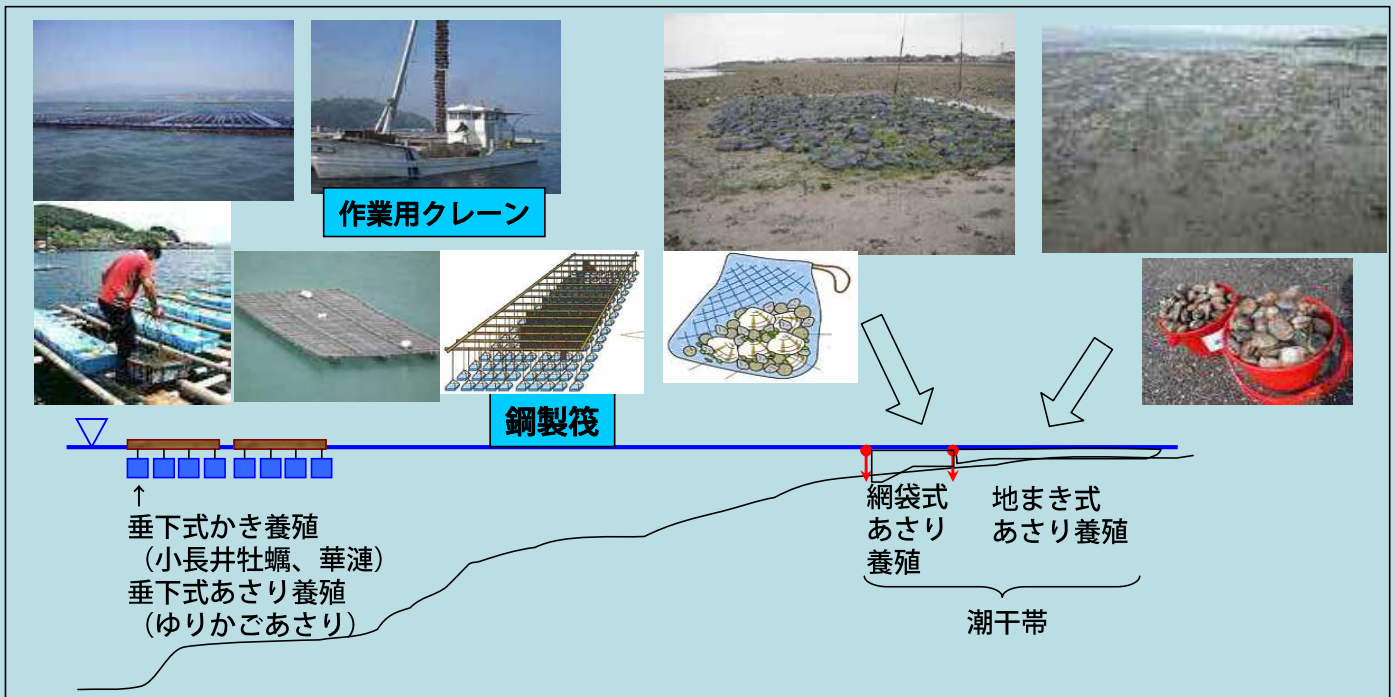 作業用クレーン
鋼製筏
↑
垂下式かき養殖
（小長井牡蠣、華漣）
垂下式あさり養殖
（ゆりかごあさり）
網袋式
あさり
養殖
地まき式
あさり養殖
潮干帯